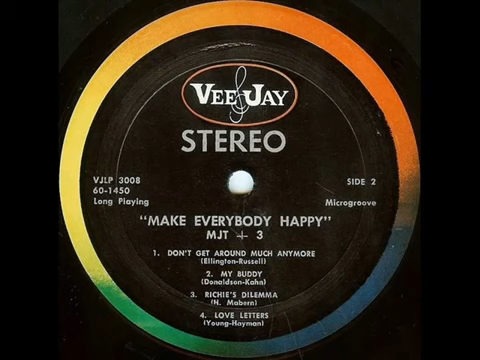 VEE JAY
STEREO
VJLP 3008
60-1450
Long Playing
SIDE 2
Microgroove
"MAKE EVERYBODY HAPPY"
MJT + 3
1. DON'T GET AROUND MUCH ANYMORE
(Ellington-Russell)
2. MY BUDDY
(Donaldson-Kahn)
3. RICHIE'S DILEMMA
(H. Mabern)
4. LOVE LETTERS
(Young-Hayman)